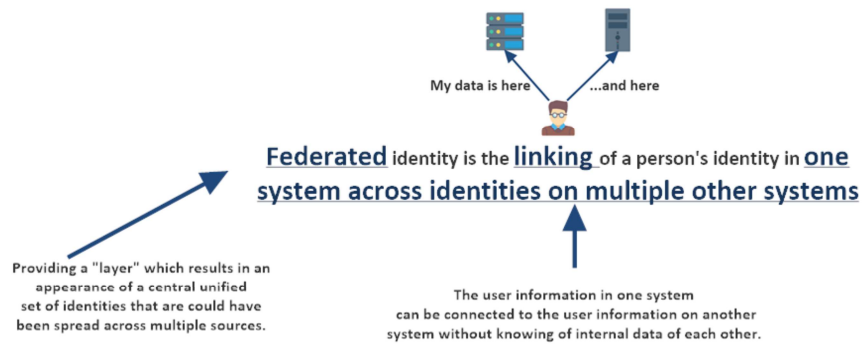 My data is here
...and here
Federated identity is the linking of a person's identity in one
system across identities on multiple other systems
Providing a "layer" which results in an
appearance of a central unified
set of identities that are could have
been spread across multiple sources.
The user information in one system
can be connected to the user information on another
system without knowing of internal data of each other.